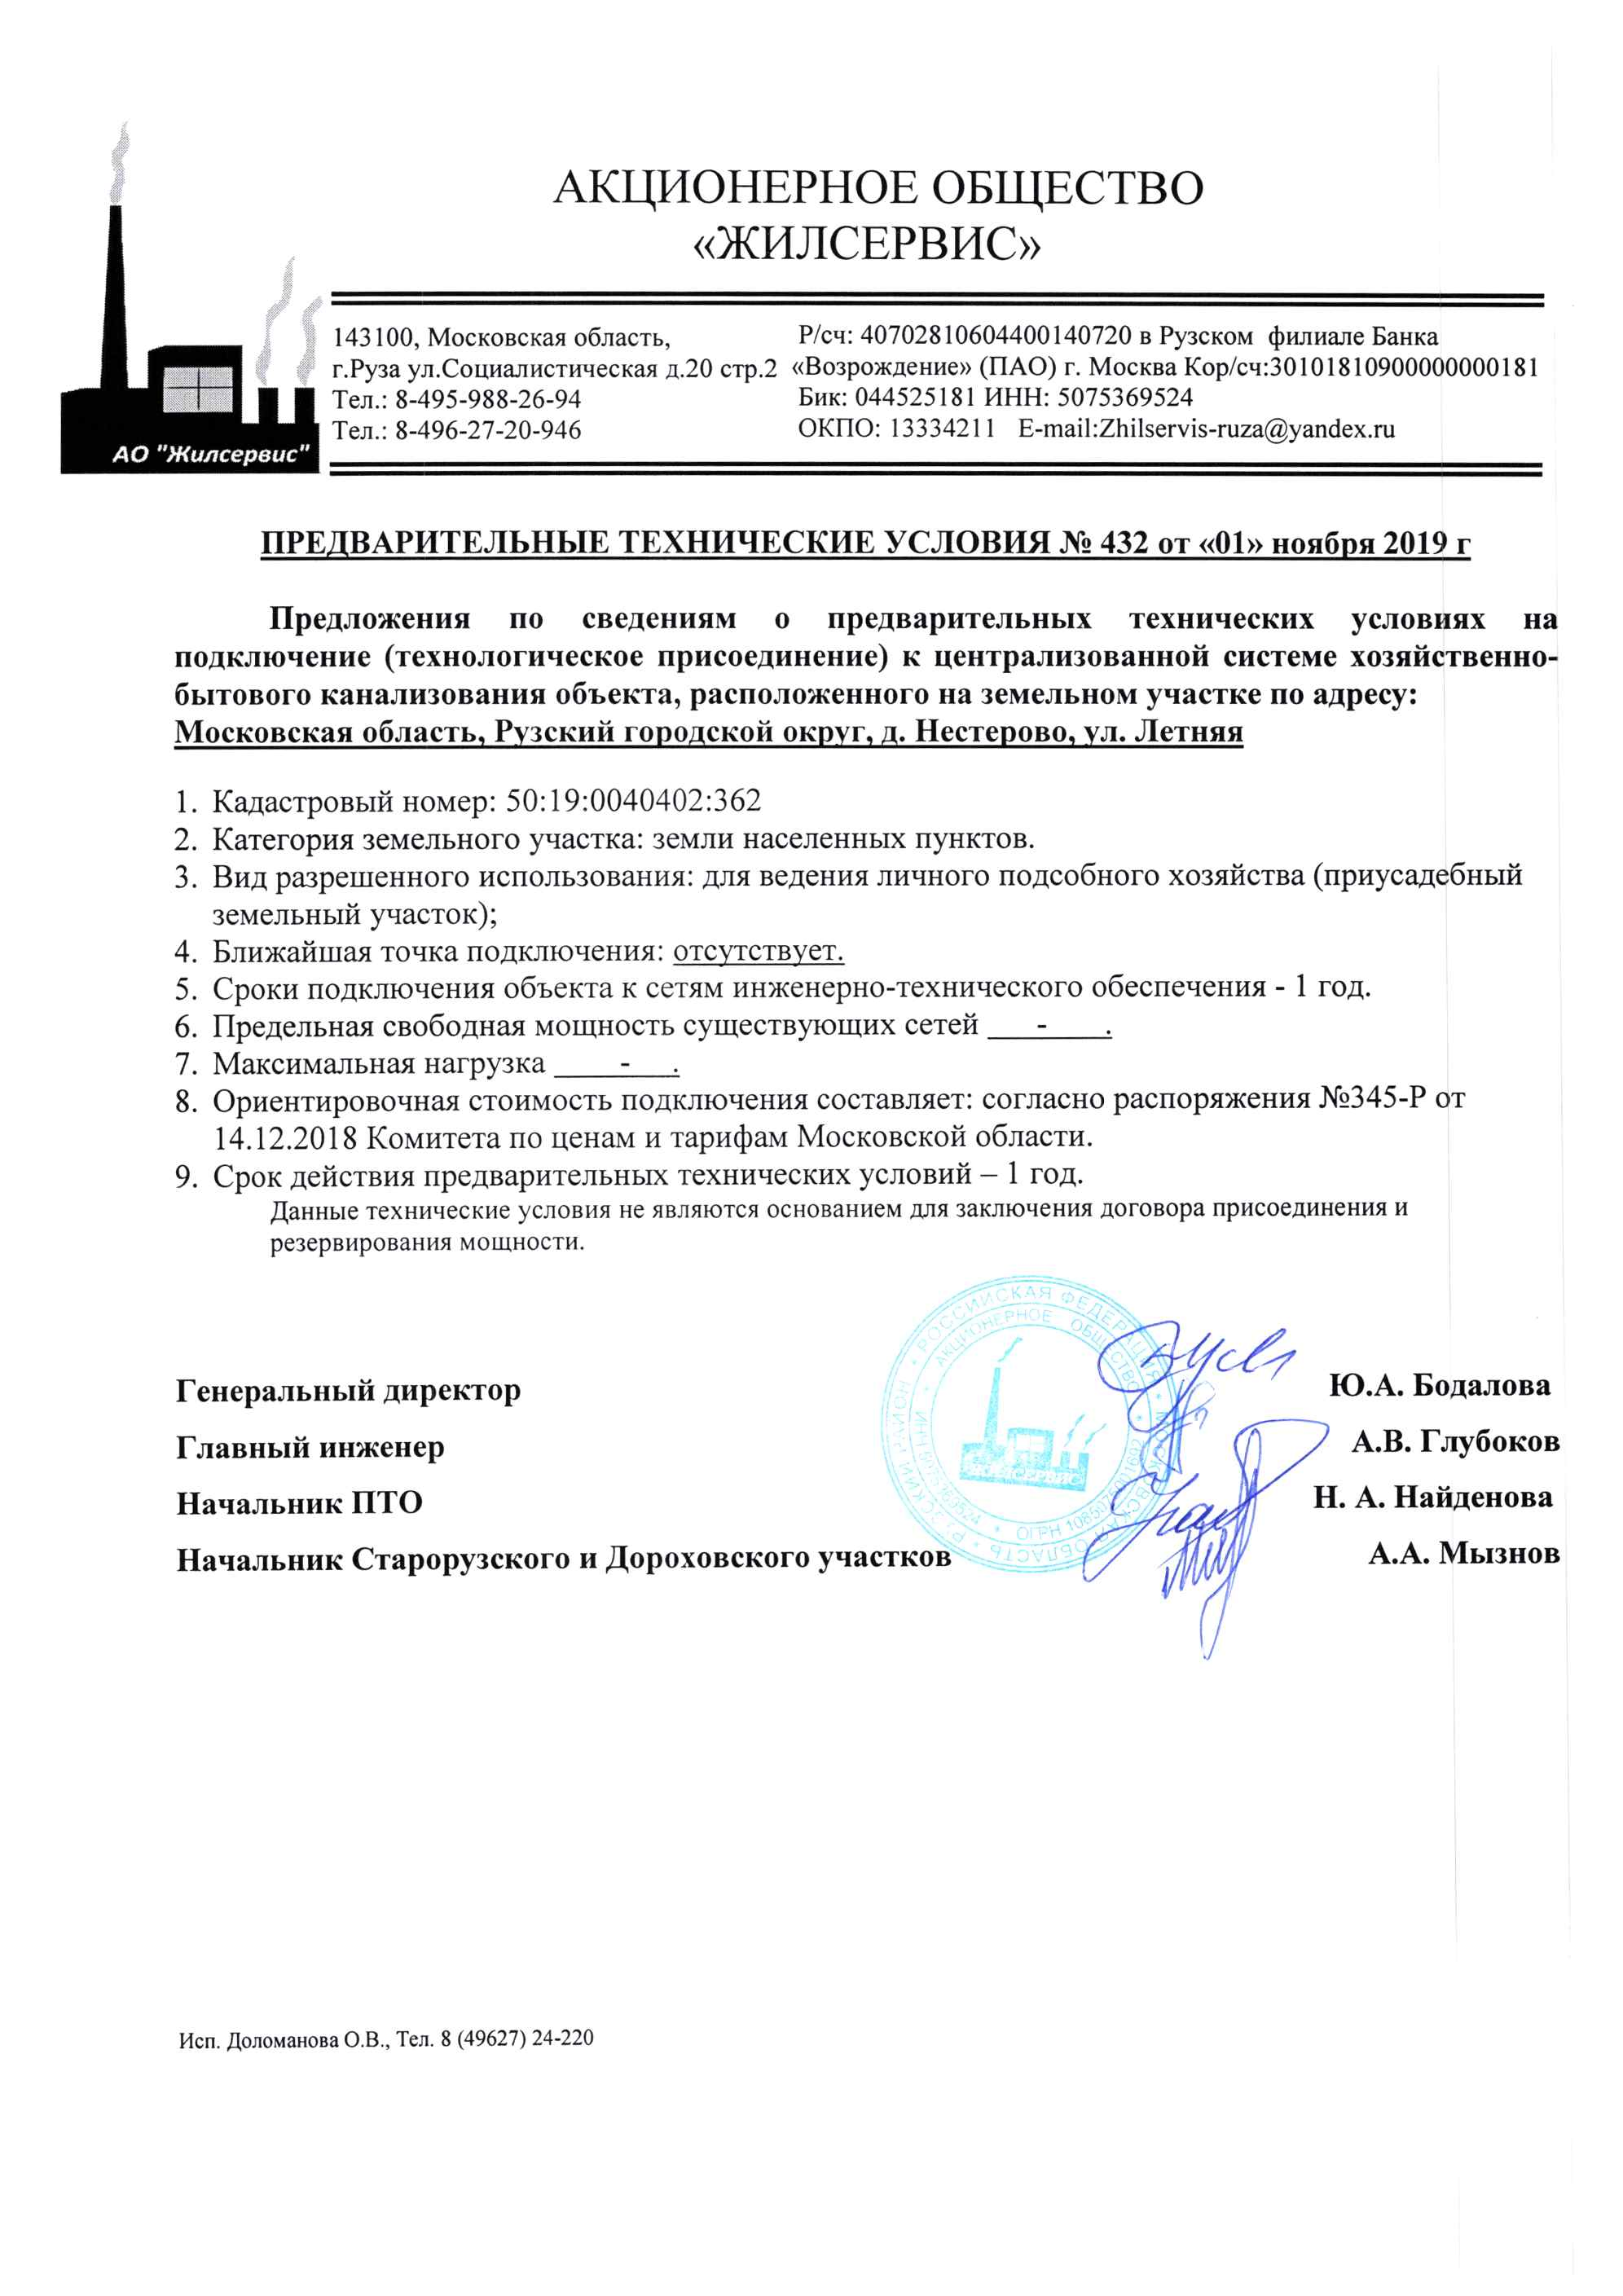 АКЦИОНЕРНОЕ ОБЩЕСТВО
«ЖИЛСЕРВИС»
АО "Жилсервис"
143100, Московская область,
г.Руза ул.Социалистическая д.20 стр.2
Тел.: 8-495-988-26-94
Тел.: 8-496-27-20-946
Р/сч: 40702810604400140720 в Рузском филиале Банка
«Возрождение» (ПАО) г. Москва Кор/сч:30101810900000000181
Бик: 044525181 ИНН: 5075369524
ОКПО: 13334211 E-mail:Zhilservis-ruza@yandex.ru
ПРЕДВАРИТЕЛЬНЫЕ ТЕХНИЧЕСКИЕ УСЛОВИЯ № 432 от «01» ноября 2019 г
Предложения по сведениям о предварительных технических условиях на
подключение (технологическое присоединение) к централизованной системе хозяйственно-
бытового канализования объекта, расположенного на земельном участке по адресу:
Московская область, Рузский городской округ, д. Нестерово, ул. Летняя
1. Кадастровый номер: 50:19:0040402:362
2. Категория земельного участка: земли населенных пунктов.
3. Вид разрешенного использования: для ведения личного подсобного хозяйства (приусадебный
земельный участок);
4. Ближайшая точка подключения: отсутствует.
5. Сроки подключения объекта к сетям инженерно-технического обеспечения - 1 год.
6. Предельная свободная мощность существующих сетей ___-____.
7. Максимальная нагрузка ____-___.
8. Ориентировочная стоимость подключения составляет: согласно распоряжения №345-Р от
14.12.2018 Комитета по ценам и тарифам Московской области.
9. Срок действия предварительных технических условий – 1 год.
Данные технические условия не являются основанием для заключения договора присоединения и
резервирования мощности.
РОССИЙСКАЯ ФЕДЕРАЦИЯ • МОСКОВСКАЯ ОБЛАСТЬ • РУЗСКИЙ РАЙОН •
АКЦИОНЕРНОЕ ОБЩЕСТВО
Генеральный директор Ю.А. Бодалова
Главный инженер А.В. Глубоков
Начальник ПТО Н. А. Найденова
Начальник Старорузского и Дороховского участков А.А. Мызнов
Исп. Доломанова О.В., Тел. 8 (49627) 24-220